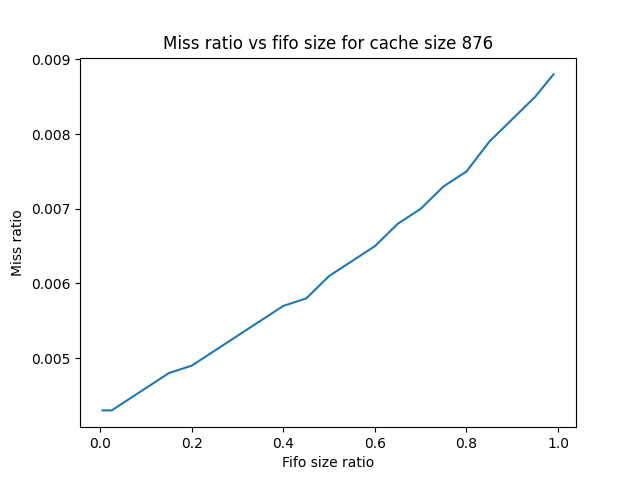 Miss ratio vs fifo size for cache size 876
0.009
0.008
0.007
0.006
0.005
Miss ratio
0.0 0.2 0.4 0.6 0.8 1.0
Fifo size ratio